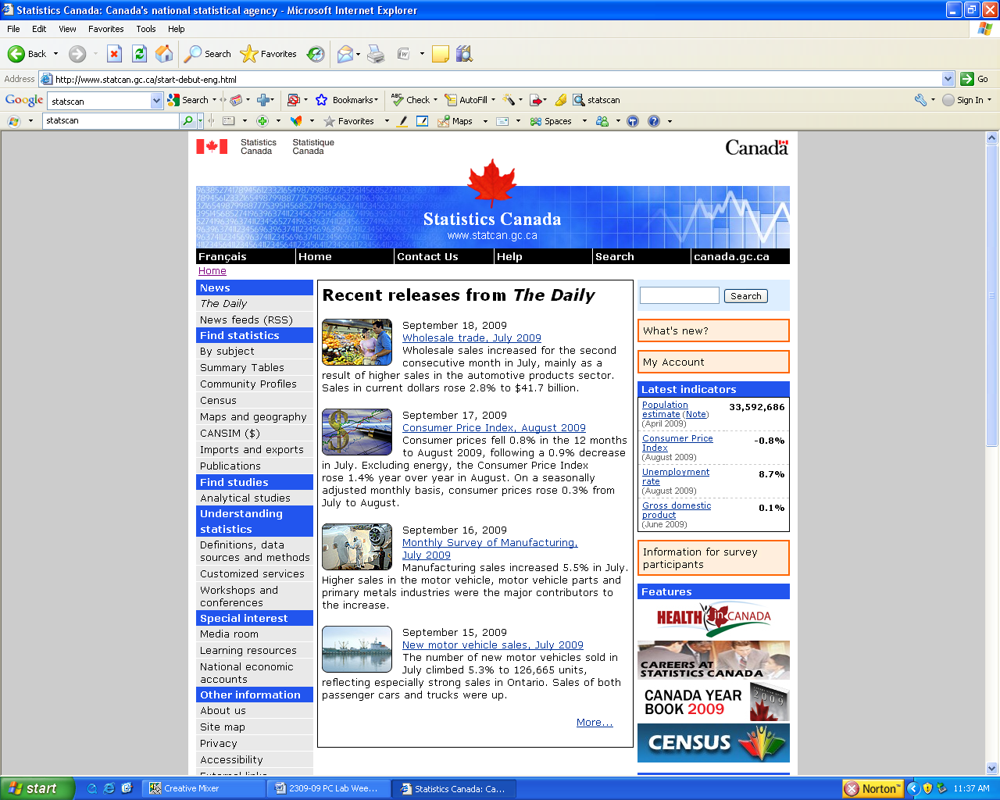 Statistics Canada: Canada's national statistical agency - Microsoft Internet Explorer
File Edit View Favorites Tools Help
Back Search Favorites
Address http://www.statcan.gc.ca/start-debut-eng.html Go
Google statscan Search Bookmarks Check AutoFill statscan Sign In
statscan Favorites Maps Spaces
Statistics Canada Statistique Canada Canada
Statistics Canada
www.statcan.gc.ca
Français Home Contact Us Help Search canada.gc.ca
Home
News
The Daily
News feeds (RSS)
Find statistics
By subject
Summary Tables
Community Profiles
Census
Maps and geography
CANSIM ($)
Imports and exports
Publications
Find studies
Analytical studies
Understanding
statistics
Definitions, data
sources and methods
Customized services
Workshops and
conferences
Special interest
Media room
Learning resources
National economic
accounts
Other information
About us
Site map
Privacy
Accessibility
External links
Recent releases from The Daily
September 18, 2009
Wholesale trade, July 2009
Wholesale sales increased for the second
consecutive month in July, mainly as a
result of higher sales in the automotive products sector.
Sales in current dollars rose 2.8% to $41.7 billion.
September 17, 2009
Consumer Price Index, August 2009
Consumer prices fell 0.8% in the 12 months
to August 2009, following a 0.9% decrease
in July. Excluding energy, the Consumer Price Index
rose 1.4% year over year in August. On a seasonally
adjusted monthly basis, consumer prices rose 0.3% from
July to August.
September 16, 2009
Monthly Survey of Manufacturing,
July 2009
Manufacturing sales increased 5.5% in July.
Higher sales in the motor vehicle, motor vehicle parts and
primary metals industries were the major contributors to
the increase.
September 15, 2009
New motor vehicle sales, July 2009
The number of new motor vehicles sold in
July climbed 5.3% to 126,665 units,
reflecting especially strong sales in Ontario. Sales of both
passenger cars and trucks were up.
More...
Search
What's new?
My Account
Latest indicators
Population
estimate (Note) 33,592,686
(April 2009)
Consumer Price
Index -0.8%
(August 2009)
Unemployment
rate 8.7%
(August 2009)
Gross domestic
product 0.1%
(June 2009)
Information for survey
participants
Features
HEALTH in CANADA
CAREERS AT
STATISTICS CANADA
CANADA YEAR
BOOK 2009
2009
CENSUS
start Creative Mixer 2309-09 PC Lab Wee... Statistics Canada: Ca... Norton™ 11:37 AM